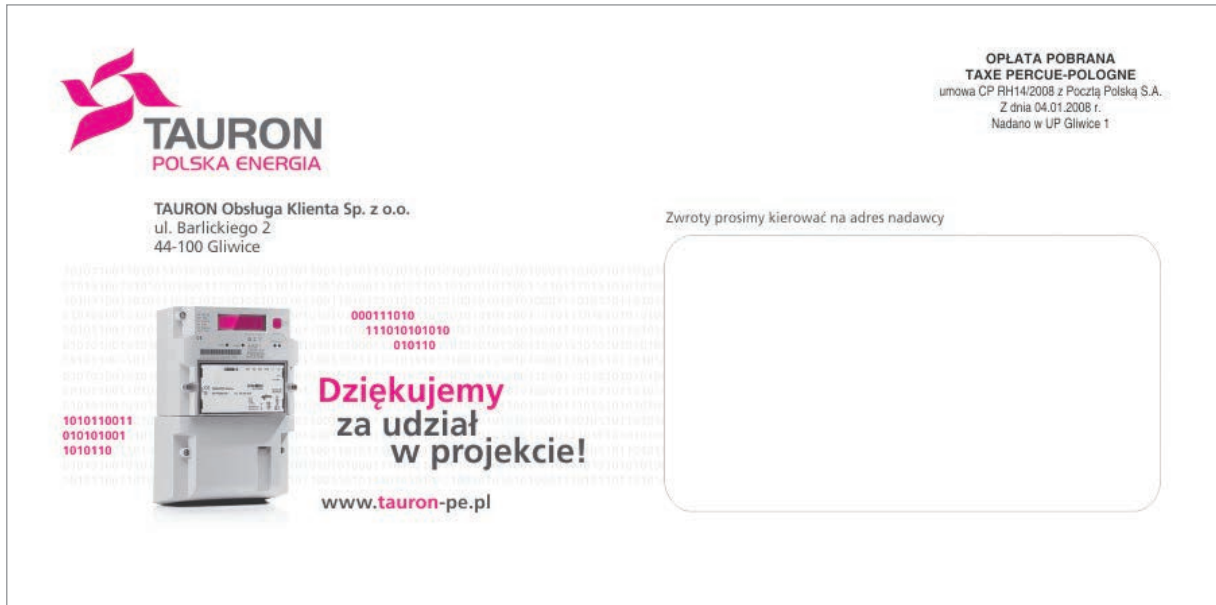 TAURON
POLSKA ENERGIA
OPŁATA POBRANA
TAXE PERCUE-POLOGNE
umowa CP RH14/2008 z Pocztą Polską S.A.
Z dnia 04.01.2008 r.
Nadano w UP Gliwice 1
TAURON Obsługa Klienta Sp. z o.o.
ul. Barlickiego 2
44-100 Gliwice
Zwroty prosimy kierować na adres nadawcy
000111010
111010101010
010110
Dziękujemy
za udział
w projekcie!
1010110011
010101001
1010110
www.tauron-pe.pl